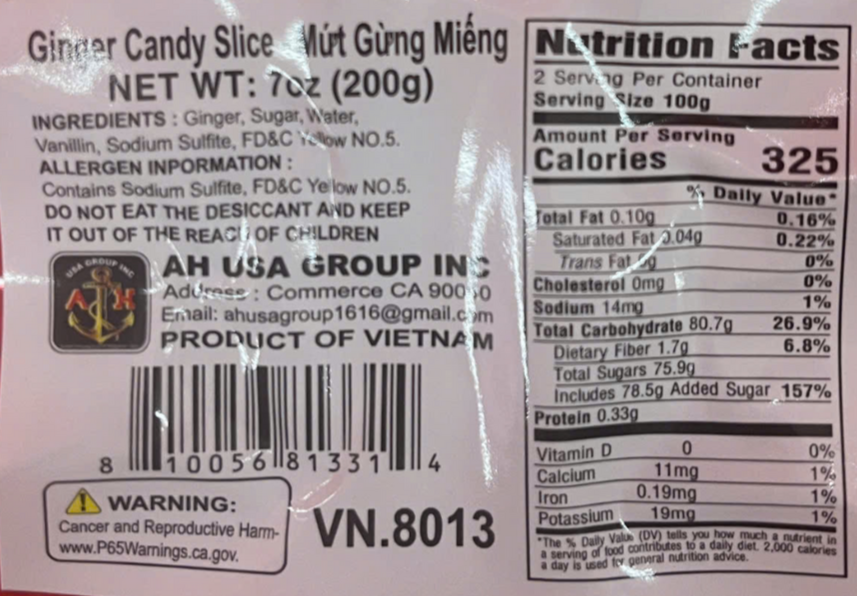 Ginger Candy Slice Mứt Gừng Miếng
NET WT: 7oz (200g)
INGREDIENTS : Ginger, Sugar, Water,
Vanillin, Sodium Sulfite, FD&C Yellow NO.5.
ALLERGEN INPORMATION :
Contains Sodium Sulfite, FD&C Yellow NO.5.
DO NOT EAT THE DESICCANT AND KEEP
IT OUT OF THE REACH OF CHILDREN
USA GROUP INC
A H
AH USA GROUP INC
Address : Commerce CA
Email: ahusagroup1616@gmail.com
PRODUCT OF VIETNAM
8 10056 81331 4
WARNING:
Cancer and Reproductive Harm-
www.P65Warnings.ca.gov.
VN.8013
Nutrition Facts
2 Serving Per Container
Serving Size 100g
Amount Per Serving
Calories 325
% Daily Value*
Total Fat 0.10g 0.16%
Saturated Fat 0.04g 0.22%
Trans Fat 0g 0%
Cholesterol 0mg 0%
Sodium 14mg 1%
Total Carbohydrate 80.7g 26.9%
Dietary Fiber 1.7g 6.8%
Total Sugars 75.9g
Includes 78.5g Added Sugar 157%
Protein 0.33g
Vitamin D 0 0%
Calcium 11mg 1%
Iron 0.19mg 1%
Potassium 19mg 1%
*The % Daily Value (DV) tells you how much a nutrient in
a serving of food contributes to a daily diet. 2,000 calories
a day is used for general nutrition advice.